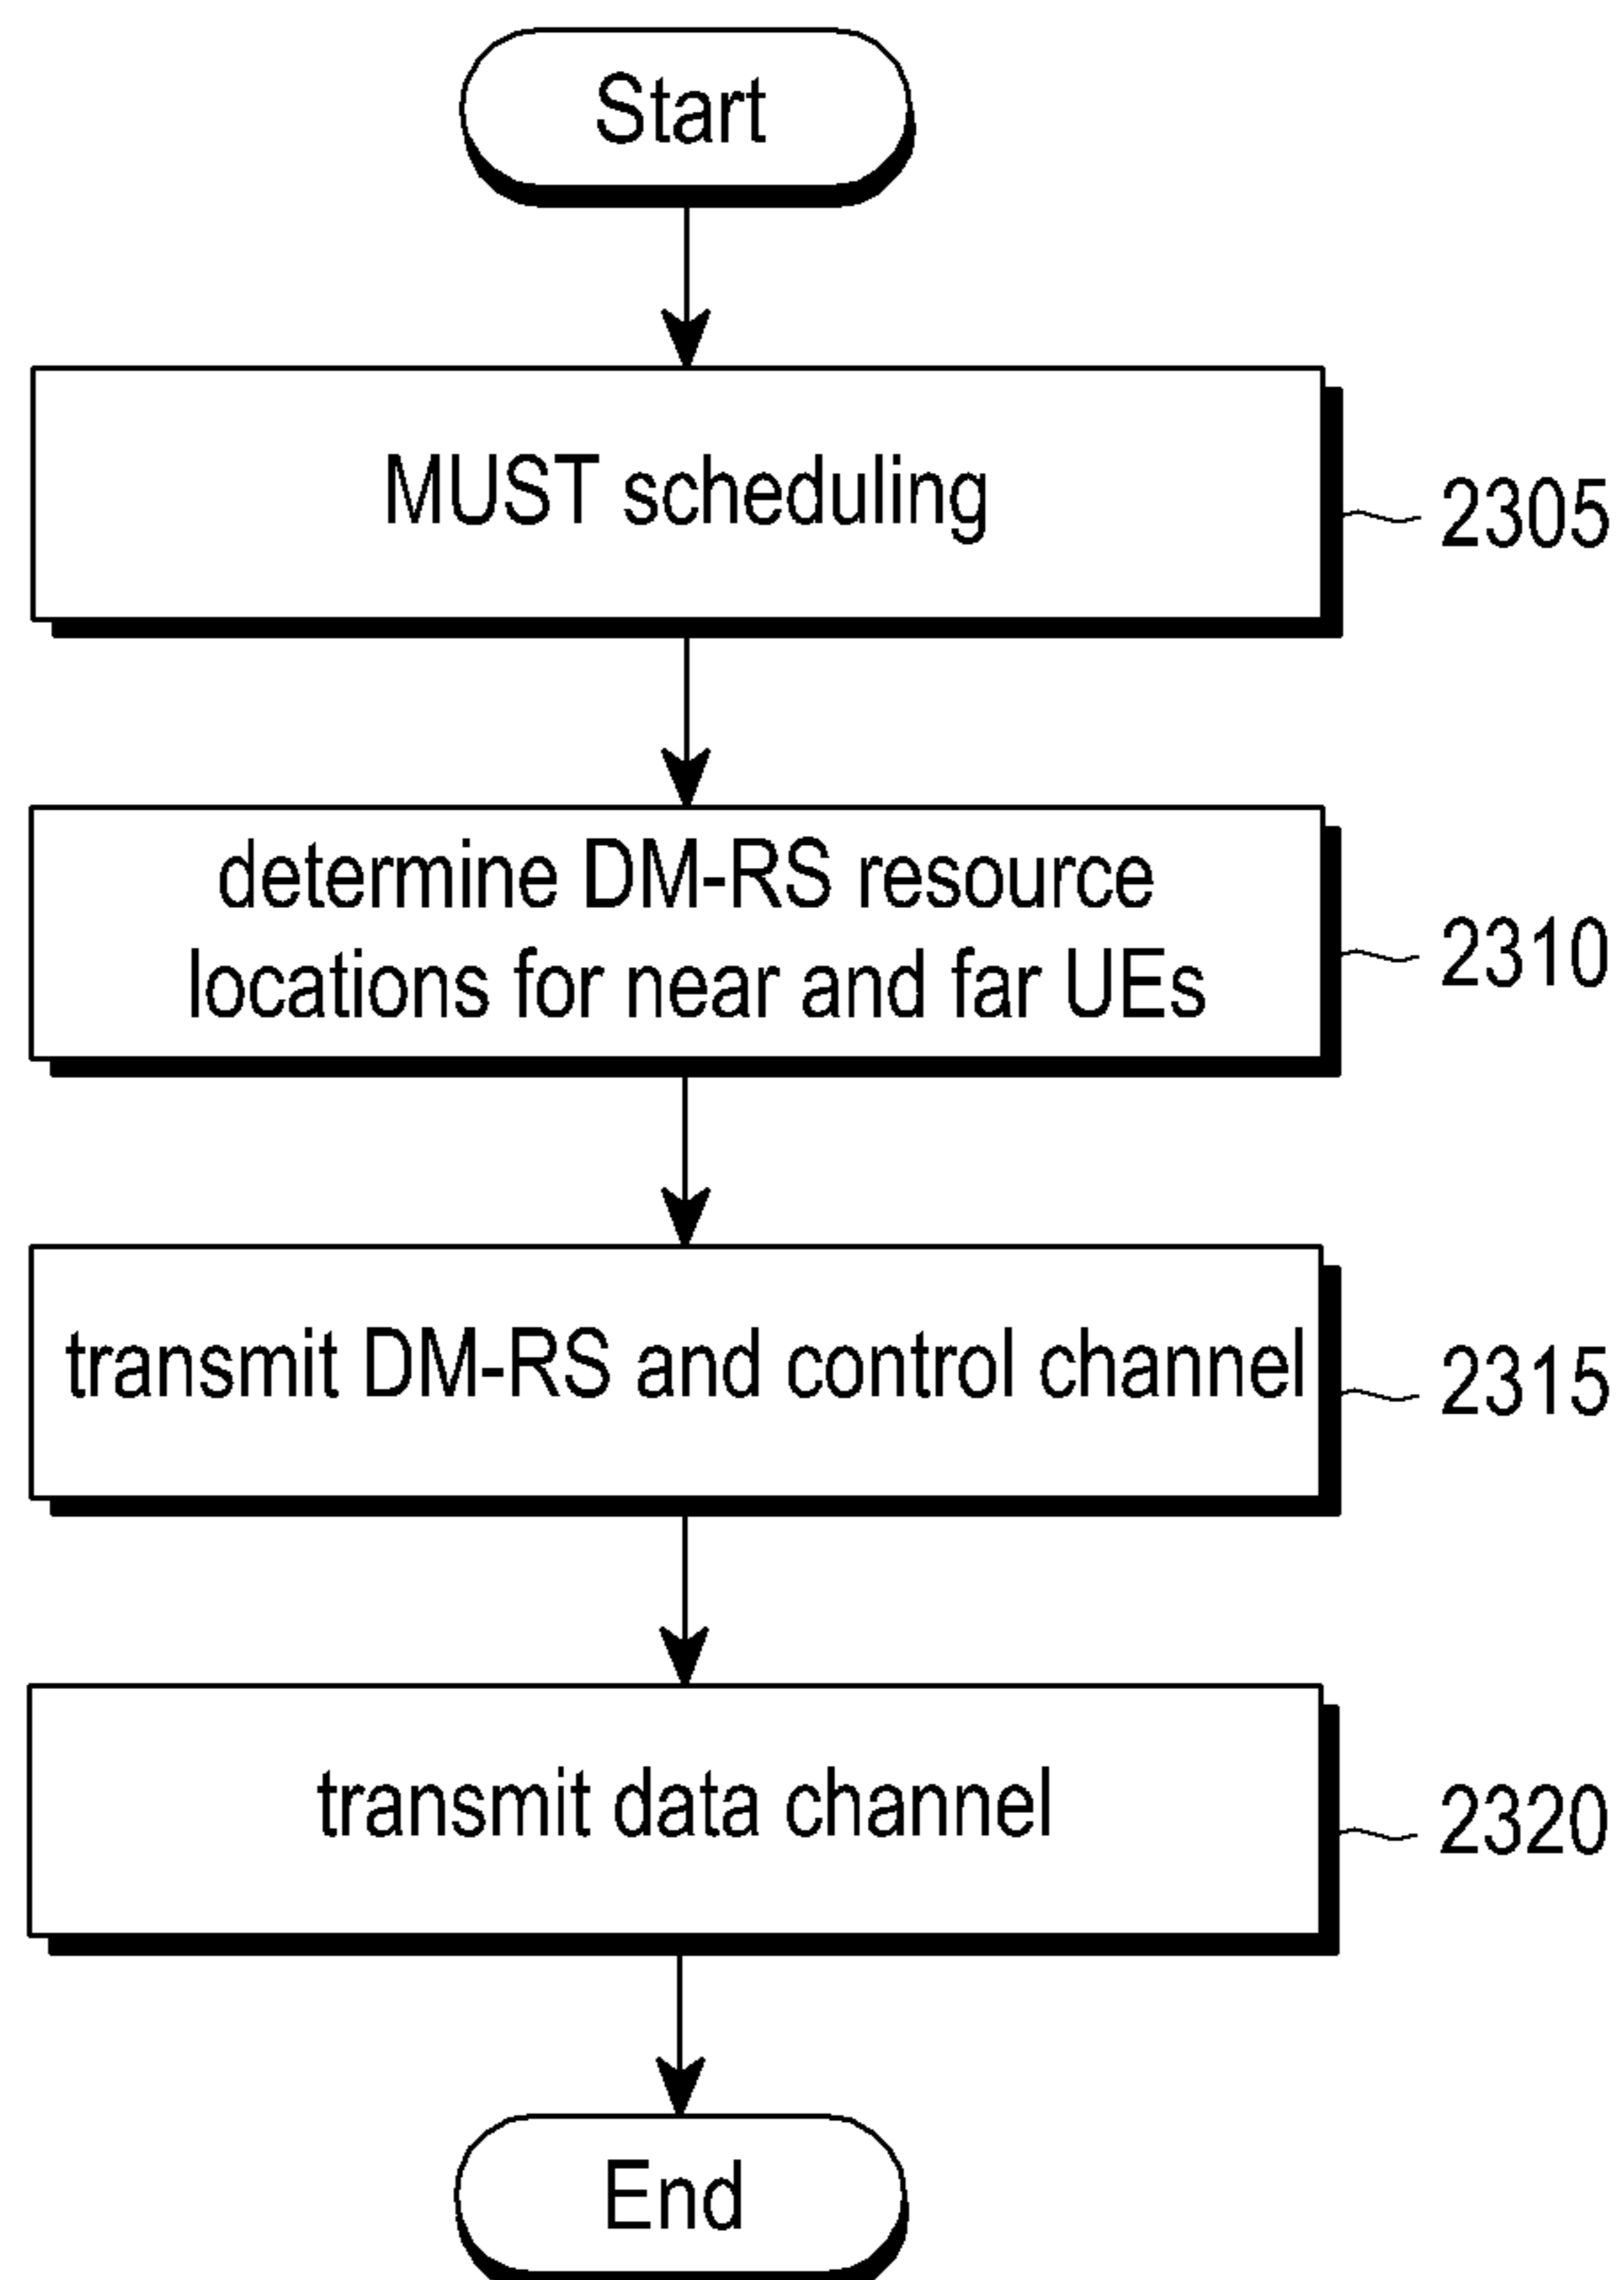 Start
MUST scheduling
2305
determine DM-RS resource
locations for near and far UEs
2310
transmit DM-RS and control channel
2315
transmit data channel
2320
End